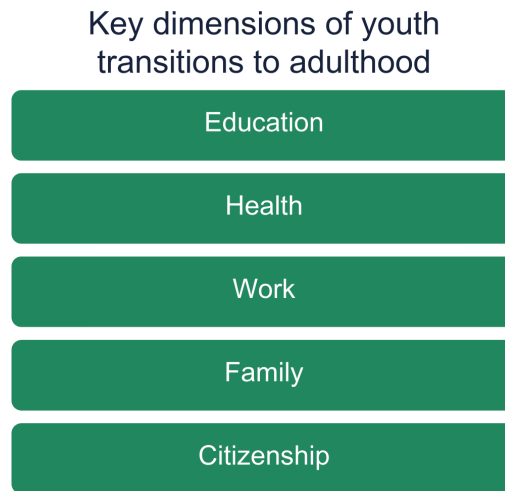 Key dimensions of youth
transitions to adulthood
Education
Health
Work
Family
Citizenship